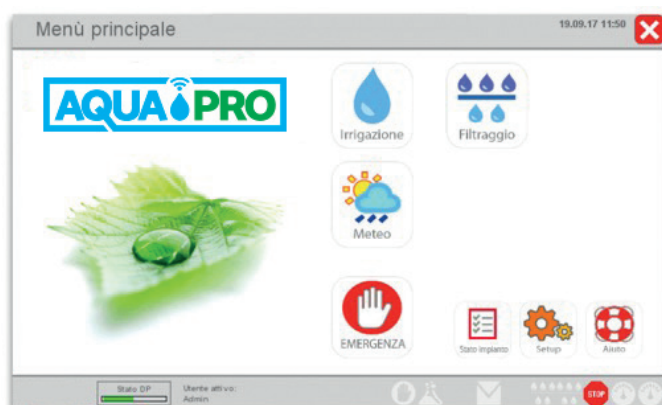 Menù principale
19.09.17 11:50
AQUA PRO
Irrigazione
Filtraggio
Meteo
EMERGENZA
Stato impianto
Setup
Aiuto
Stato DP
Utente attivo:
Admin
STOP